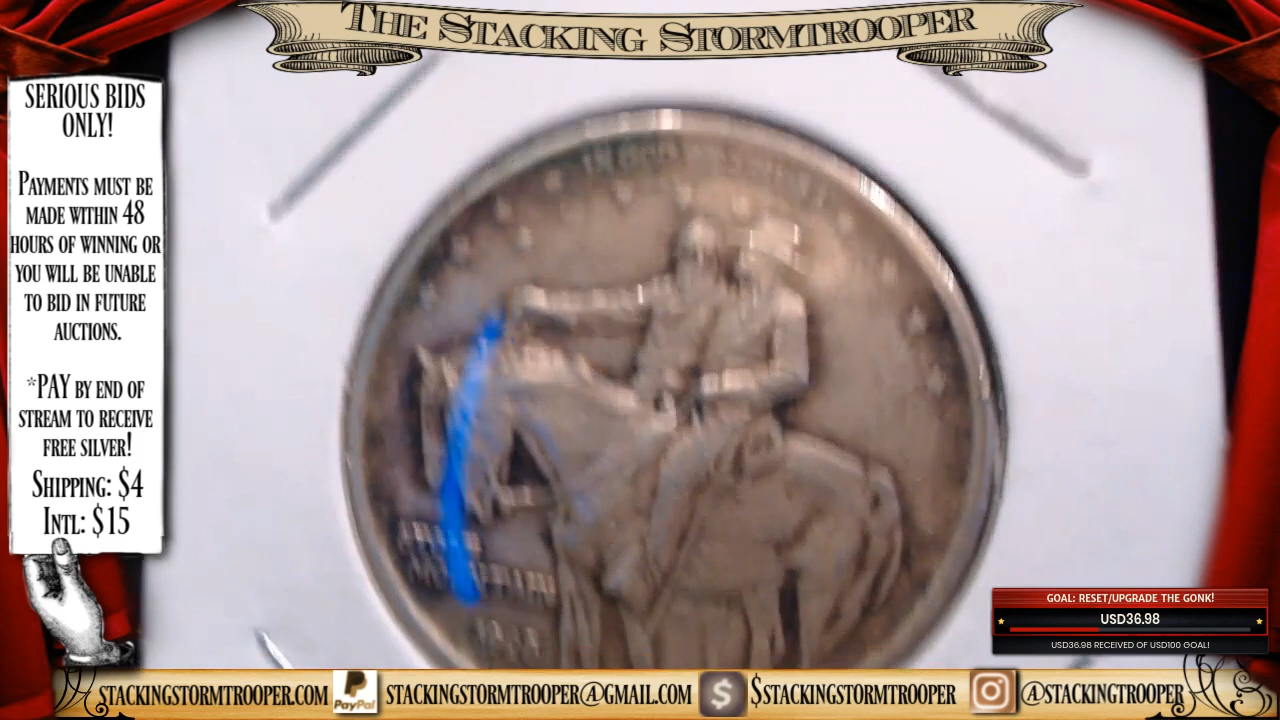 THE STACKING STORMTROOPER
SERIOUS BIDS
ONLY!
PAYMENTS MUST BE
MADE WITHIN 48
HOURS OF WINNING OR
YOU WILL BE UNABLE
TO BID IN FUTURE
AUCTIONS.
*PAY BY END OF
STREAM TO RECEIVE
FREE SILVER!
SHIPPING: $4
INTL: $15
GOAL: RESET/UPGRADE THE GONK!
USD36.98
USD36.98 RECEIVED OF USD100 GOAL!
STACKINGSTORMTROOPER.COM
PayPal
STACKINGSTORMTROOPER@GMAIL.COM
$
$STACKINGSTORMTROOPER
@STACKINGTROOPER